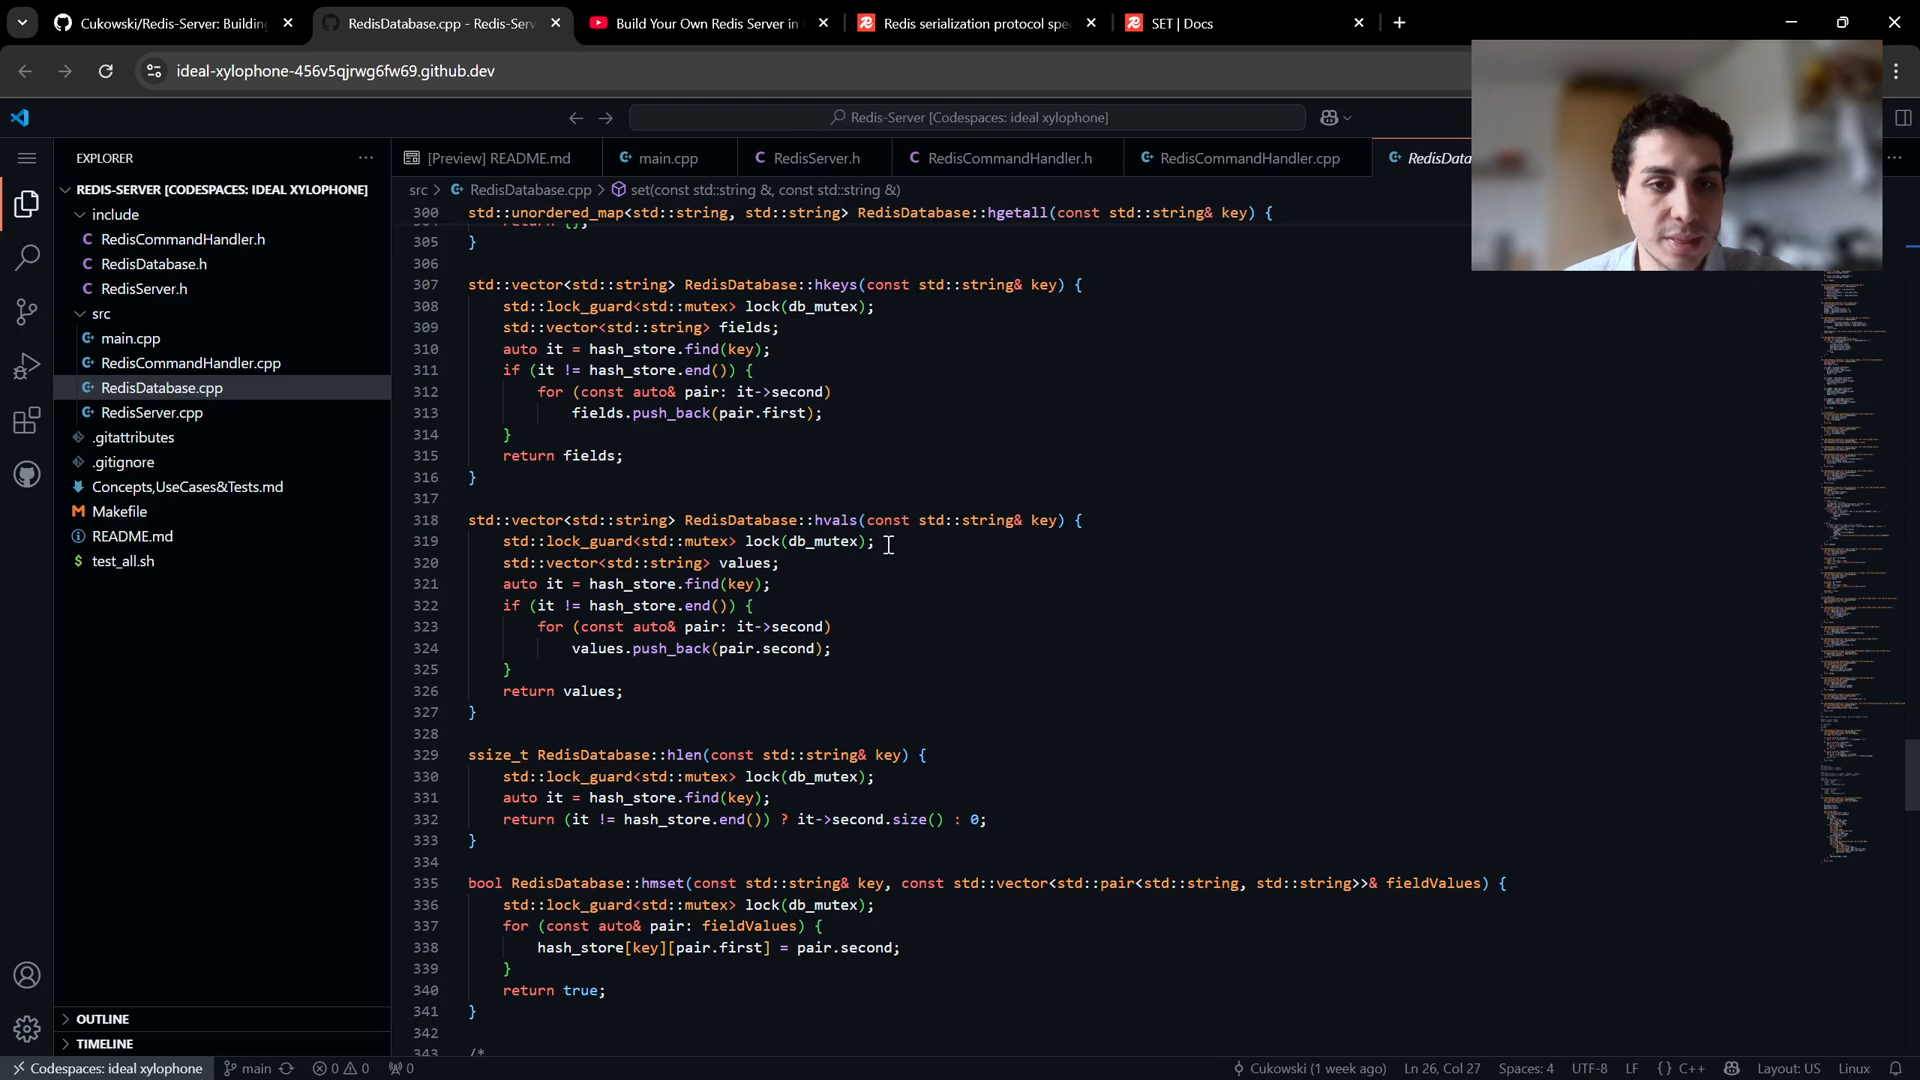 Cukowski/Redis-Server: Building
RedisDatabase.cpp - Redis-Serv
Build Your Own Redis Server in
Redis serialization protocol spe
SET | Docs
ideal-xylophone-456v5qjrwg6fw69.github.dev
Redis-Server [Codespaces: ideal xylophone]
EXPLORER
[Preview] README.md
main.cpp
RedisServer.h
RedisCommandHandler.h
RedisCommandHandler.cpp
RedisData
REDIS-SERVER [CODESPACES: IDEAL XYLOPHONE]
include
RedisCommandHandler.h
RedisDatabase.h
RedisServer.h
src
main.cpp
RedisCommandHandler.cpp
RedisDatabase.cpp
RedisServer.cpp
.gitattributes
.gitignore
Concepts,UseCases&Tests.md
Makefile
README.md
test_all.sh
OUTLINE
TIMELINE
src > RedisDatabase.cpp > set(const std::string &, const std::string &)
300 std::unordered_map<std::string, std::string> RedisDatabase::hgetall(const std::string& key) {
305 }
306
307 std::vector<std::string> RedisDatabase::hkeys(const std::string& key) {
308 std::lock_guard<std::mutex> lock(db_mutex);
309 std::vector<std::string> fields;
310 auto it = hash_store.find(key);
311 if (it != hash_store.end()) {
312 for (const auto& pair: it->second)
313 fields.push_back(pair.first);
314 }
315 return fields;
316 }
317
318 std::vector<std::string> RedisDatabase::hvals(const std::string& key) {
319 std::lock_guard<std::mutex> lock(db_mutex);
320 std::vector<std::string> values;
321 auto it = hash_store.find(key);
322 if (it != hash_store.end()) {
323 for (const auto& pair: it->second)
324 values.push_back(pair.second);
325 }
326 return values;
327 }
328
329 ssize_t RedisDatabase::hlen(const std::string& key) {
330 std::lock_guard<std::mutex> lock(db_mutex);
331 auto it = hash_store.find(key);
332 return (it != hash_store.end()) ? it->second.size() : 0;
333 }
334
335 bool RedisDatabase::hmset(const std::string& key, const std::vector<std::pair<std::string, std::string>>& fieldValues) {
336 std::lock_guard<std::mutex> lock(db_mutex);
337 for (const auto& pair: fieldValues) {
338 hash_store[key][pair.first] = pair.second;
339 }
340 return true;
341 }
342
343 /*
Codespaces: ideal xylophone
main
0 0
0
Cukowski (1 week ago)
Ln 26, Col 27
Spaces: 4
UTF-8
LF
{ } C++
Layout: US
Linux